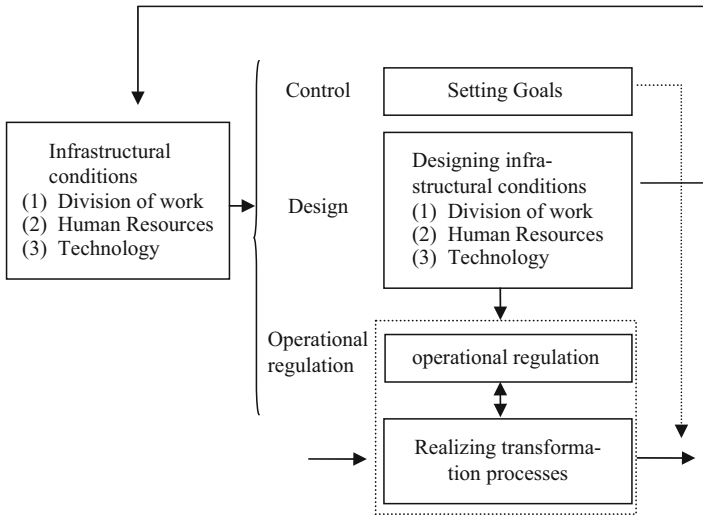 Control
Setting Goals
Infrastructural
conditions
(1) Division of work
(2) Human Resources
(3) Technology
Design
Designing infra-
structural conditions
(1) Division of work
(2) Human Resources
(3) Technology
Operational
regulation
operational regulation
Realizing transforma-
tion processes